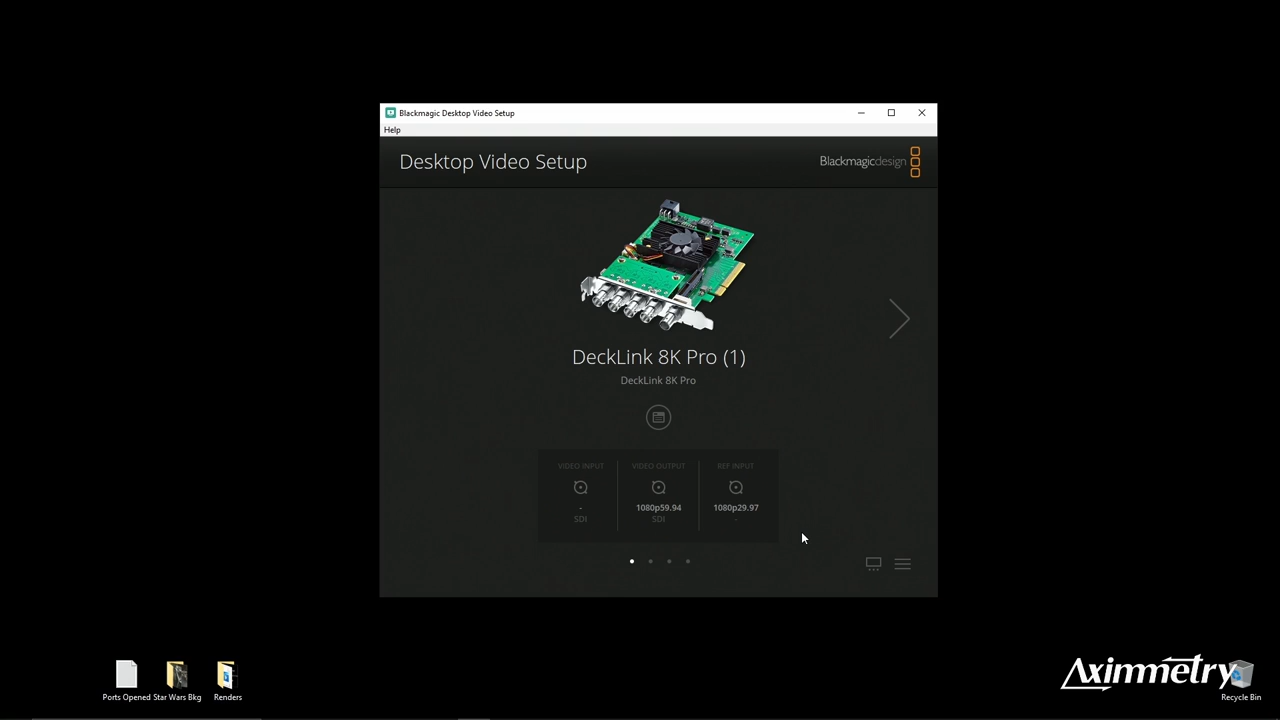 Blackmagic Desktop Video Setup
Help
Desktop Video Setup
Blackmagicdesign
DeckLink 8K Pro (1)
DeckLink 8K Pro
VIDEO INPUT
-
SDI
VIDEO OUTPUT
1080p59.94
SDI
REF INPUT
1080p29.97
-
Ports Opened
Star Wars Bkg
Renders
Aximmetry
Recycle Bin